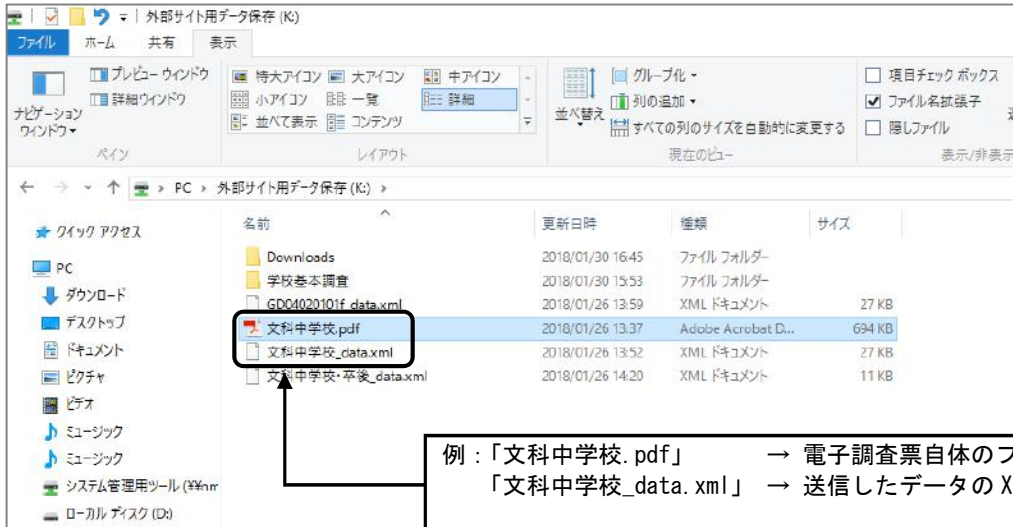 外部サイト用データ保存 (K:)
ファイル ホーム 共有 表示
ナビゲーション ウィンドウ
プレビュー ウィンドウ
詳細ウィンドウ
ペイン
特大アイコン 大アイコン 中アイコン
小アイコン 一覧 詳細
並べて表示 コンテンツ
レイアウト
並べ替え
グループ化
列の追加
すべての列のサイズを自動的に変更する
現在のビュー
項目チェック ボックス
ファイル名拡張子
隠しファイル
表示/非表示
PC › 外部サイト用データ保存 (K:) ›
名前 更新日時 種類 サイズ
Downloads 2018/01/30 16:45 ファイル フォルダー
学校基本調査 2018/01/30 15:53 ファイル フォルダー
GD04020101f_data.xml 2018/01/26 13:59 XML ドキュメント 27 KB
文科中学校.pdf 2018/01/26 13:37 Adobe Acrobat D... 694 KB
文科中学校_data.xml 2018/01/26 13:52 XML ドキュメント 27 KB
文科中学校・卒後_data.xml 2018/01/26 14:20 XML ドキュメント 11 KB
クイック アクセス
PC
ダウンロード
デスクトップ
ドキュメント
ピクチャ
ビデオ
ミュージック
ミュージック
システム管理用ツール (¥¥nm
ローカル ディスク (D:)
例：「文科中学校.pdf」 → 電子調査票自体のフ
「文科中学校_data.xml」 → 送信したデータのX